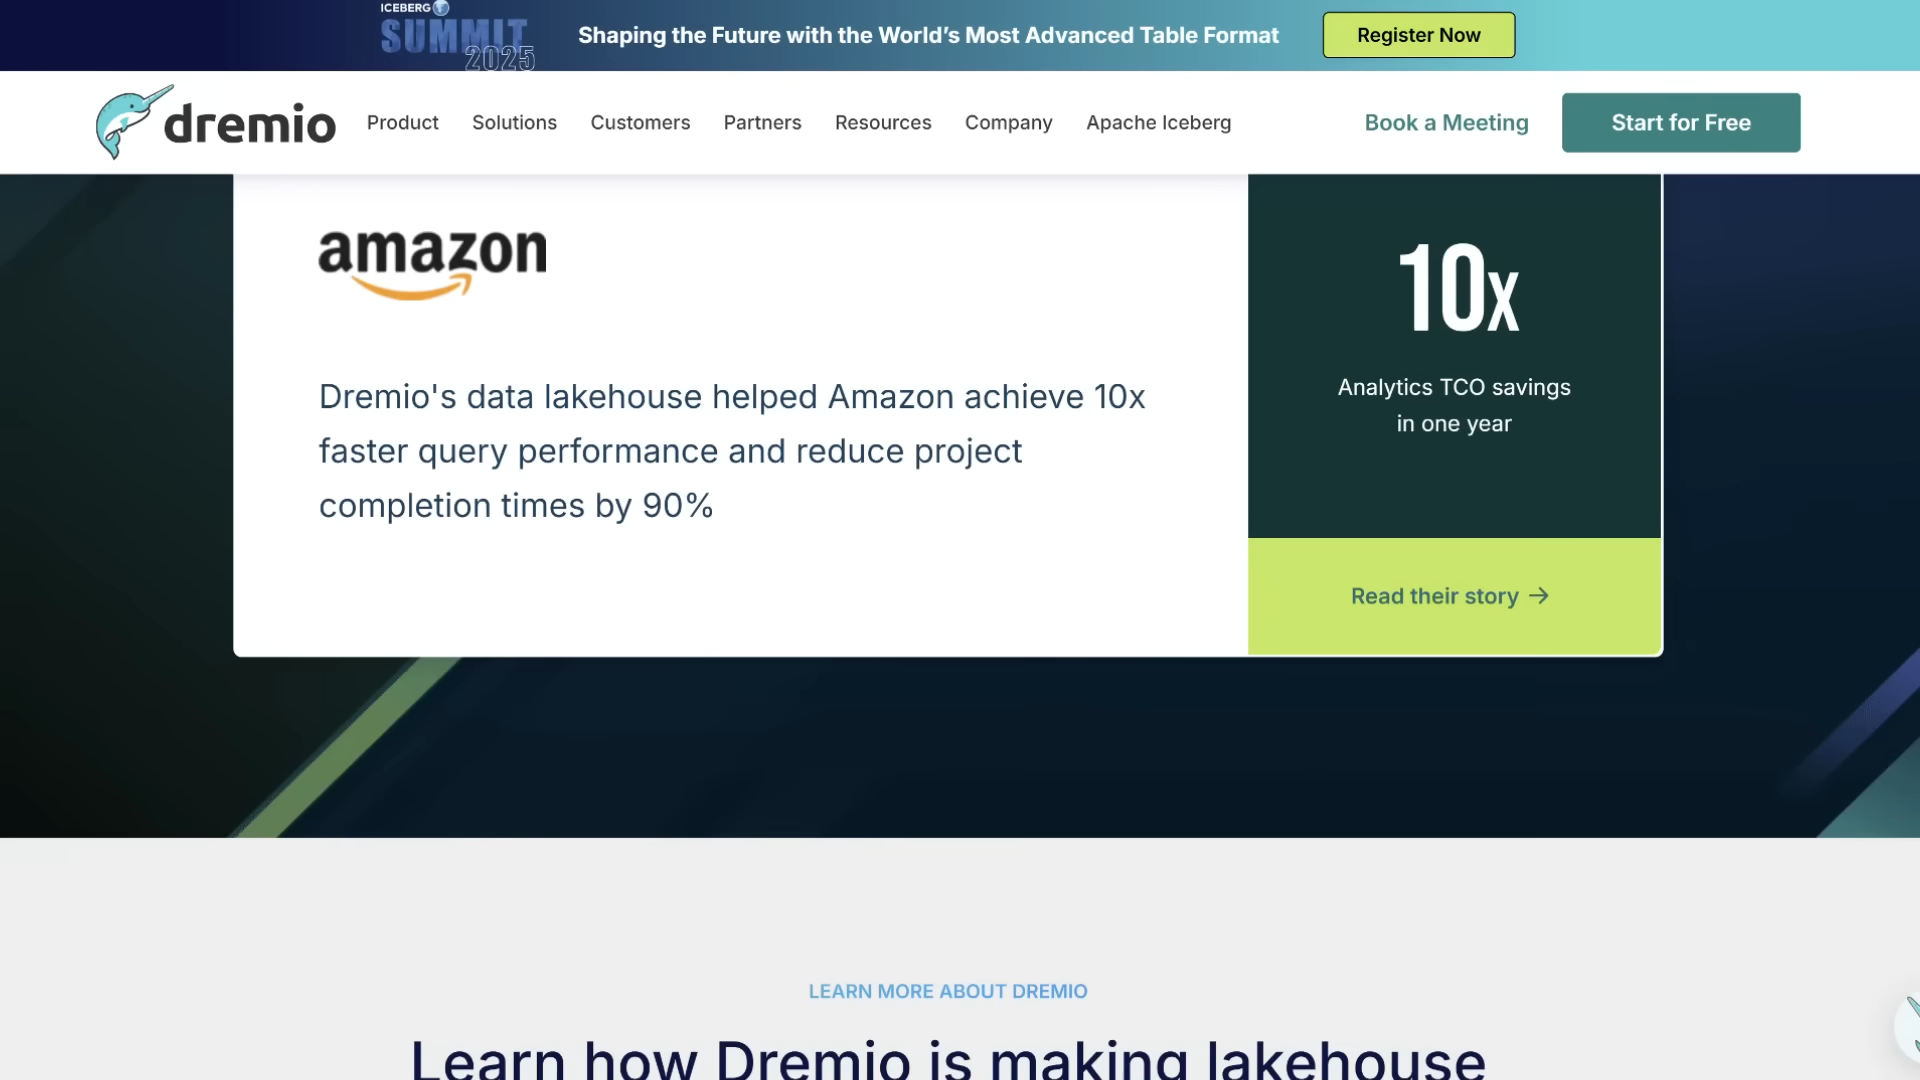 ICEBERG
SUMMIT
2025
Shaping the Future with the World's Most Advanced Table Format
Register Now
dremio
Product
Solutions
Customers
Partners
Resources
Company
Apache Iceberg
Book a Meeting
Start for Free
amazon
Dremio's data lakehouse helped Amazon achieve 10x
faster query performance and reduce project
completion times by 90%
10x
Analytics TCO savings
in one year
Read their story →
LEARN MORE ABOUT DREMIO
Learn how Dremio is making lakehouse